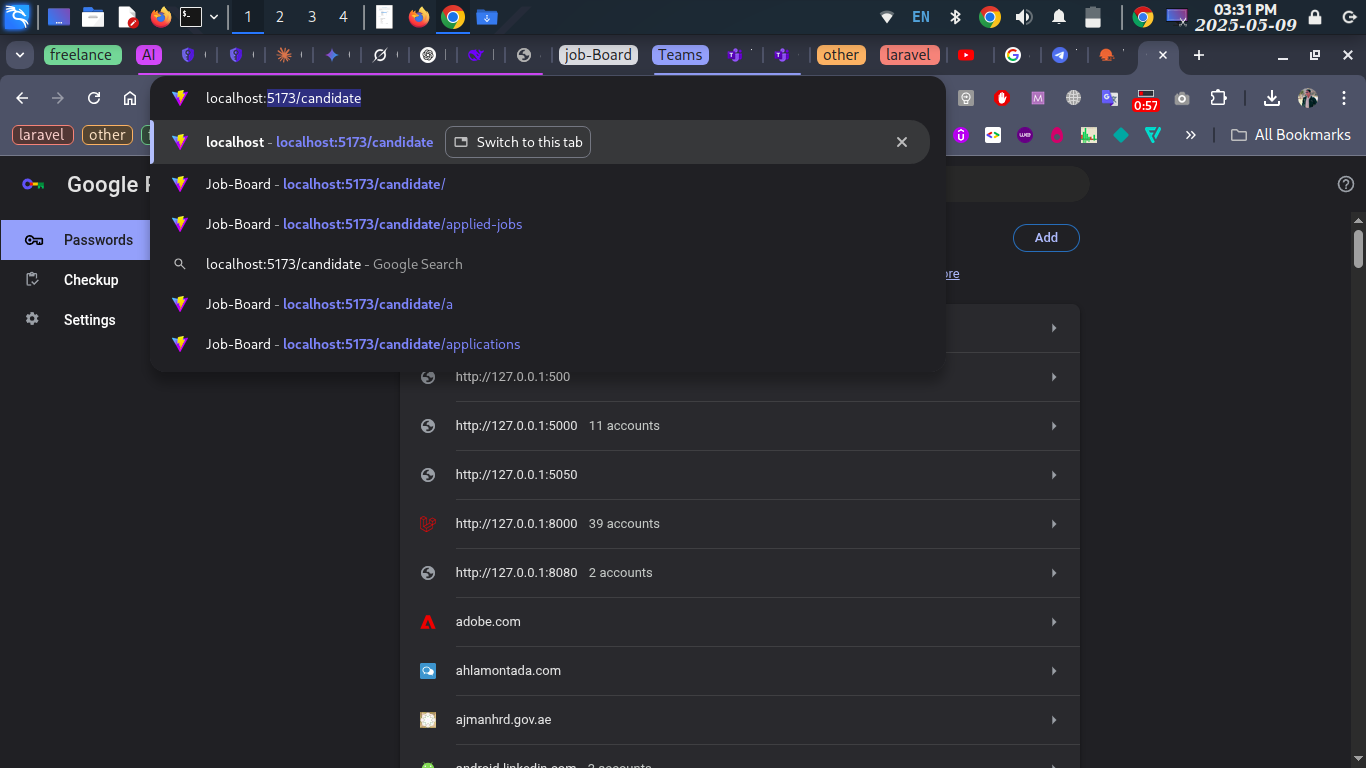 1 2 3 4 EN 03:31 PM
2025-05-09
freelance AI job-Board Teams other laravel
localhost:5173/candidate 0:57
laravel other All Bookmarks
localhost - localhost:5173/candidate Switch to this tab
Google
Job-Board - localhost:5173/candidate/
Job-Board - localhost:5173/candidate/applied-jobs
localhost:5173/candidate - Google Search
Job-Board - localhost:5173/candidate/a
Job-Board - localhost:5173/candidate/applications
Passwords
Checkup
Settings
Add
ore
http://127.0.0.1:500
http://127.0.0.1:5000 11 accounts
http://127.0.0.1:5050
http://127.0.0.1:8000 39 accounts
http://127.0.0.1:8080 2 accounts
adobe.com
ahlamontada.com
ajmanhrd.gov.ae